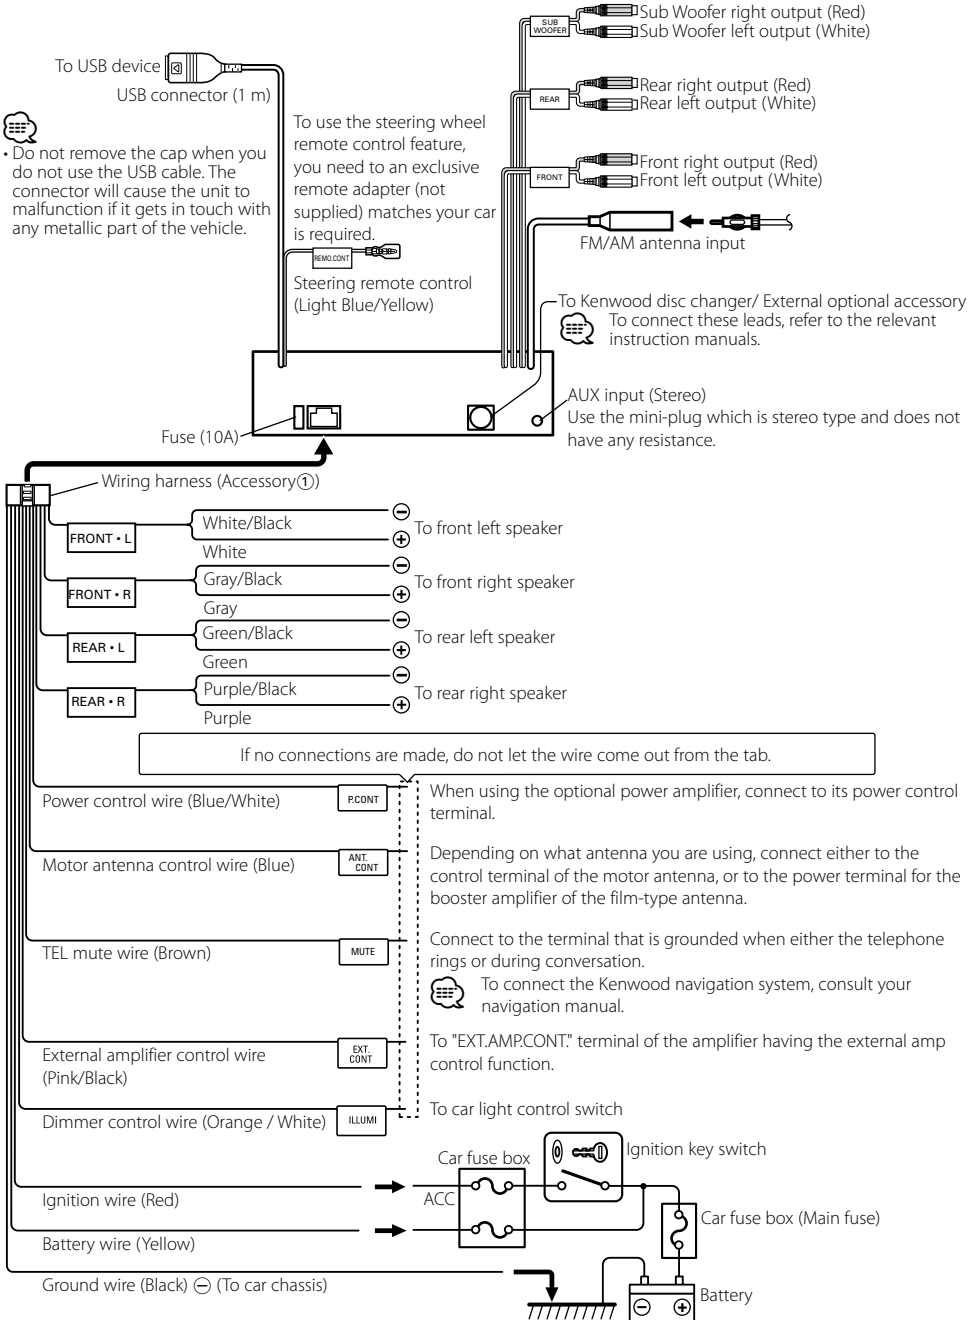 SUB
WOOFER
Sub Woofer right output (Red)
Sub Woofer left output (White)
To USB device
USB connector (1 m)
REAR
Rear right output (Red)
Rear left output (White)
• Do not remove the cap when you
do not use the USB cable. The
connector will cause the unit to
malfunction if it gets in touch with
any metallic part of the vehicle.
To use the steering wheel
remote control feature,
you need to an exclusive
remote adapter (not
supplied) matches your car
is required.
FRONT
Front right output (Red)
Front left output (White)
FM/AM antenna input
REMO.CONT
Steering remote control
(Light Blue/Yellow)
To Kenwood disc changer/ External optional accessory
To connect these leads, refer to the relevant
instruction manuals.
AUX input (Stereo)
Use the mini-plug which is stereo type and does not
have any resistance.
Fuse (10A)
Wiring harness (Accessory①)
FRONT • L
White/Black
White
⊖
⊕
To front left speaker
FRONT • R
Gray/Black
Gray
⊖
⊕
To front right speaker
REAR • L
Green/Black
Green
⊖
⊕
To rear left speaker
REAR • R
Purple/Black
Purple
⊖
⊕
To rear right speaker
If no connections are made, do not let the wire come out from the tab.
Power control wire (Blue/White)
P.CONT
When using the optional power amplifier, connect to its power control
terminal.
Motor antenna control wire (Blue)
ANT.
CONT
Depending on what antenna you are using, connect either to the
control terminal of the motor antenna, or to the power terminal for the
booster amplifier of the film-type antenna.
TEL mute wire (Brown)
MUTE
Connect to the terminal that is grounded when either the telephone
rings or during conversation.
To connect the Kenwood navigation system, consult your
navigation manual.
External amplifier control wire
(Pink/Black)
EXT.
CONT
To "EXT.AMP.CONT." terminal of the amplifier having the external amp
control function.
Dimmer control wire (Orange / White)
ILLUMI
To car light control switch
Car fuse box
Ignition key switch
Ignition wire (Red)
ACC
Car fuse box (Main fuse)
Battery wire (Yellow)
Ground wire (Black) ⊖ (To car chassis)
Battery
⊖
⊕